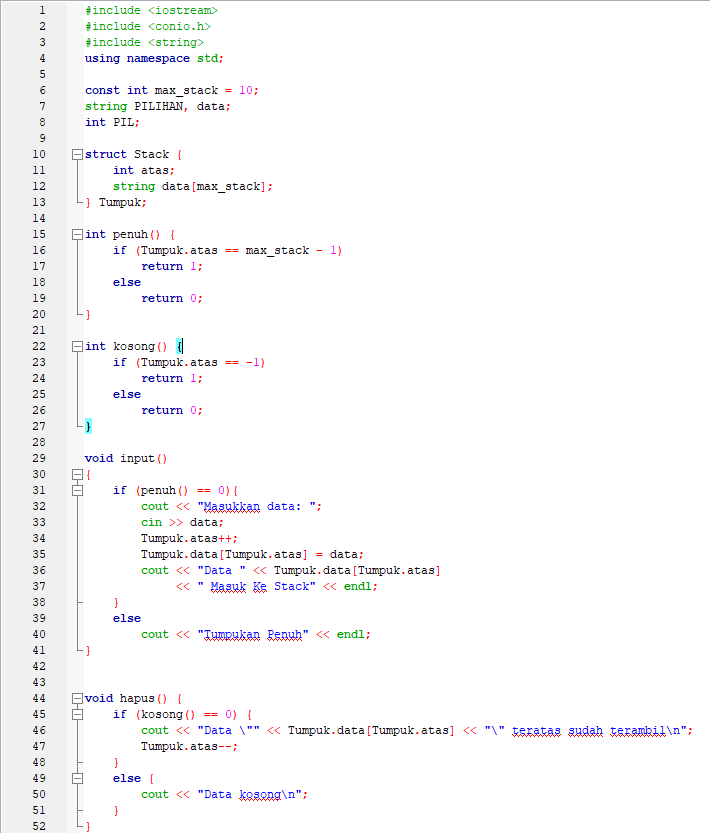 1 #include <iostream>
2 #include <conio.h>
3 #include <string>
4 using namespace std;
5
6 const int max_stack = 10;
7 string PILIHAN, data;
8 int PIL;
9
10 struct Stack {
11     int atas;
12     string data[max_stack];
13 } Tumpuk;
14
15 int penuh() {
16     if (Tumpuk.atas == max_stack - 1)
17         return 1;
18     else
19         return 0;
20 }
21
22 int kosong() {
23     if (Tumpuk.atas == -1)
24         return 1;
25     else
26         return 0;
27 }
28
29 void input()
30 {
31     if (penuh() == 0){
32         cout << "Masukkan data: ";
33         cin >> data;
34         Tumpuk.atas++;
35         Tumpuk.data[Tumpuk.atas] = data;
36         cout << "Data " << Tumpuk.data[Tumpuk.atas]
37              << " Masuk Ke Stack" << endl;
38     }
39     else
40         cout << "Tumpukan Penuh" << endl;
41 }
42
43
44 void hapus() {
45     if (kosong() == 0) {
46         cout << "Data \"" << Tumpuk.data[Tumpuk.atas] << "\" teratas sudah terambil\n";
47         Tumpuk.atas--;
48     }
49     else {
50         cout << "Data kosong\n";
51     }
52 }